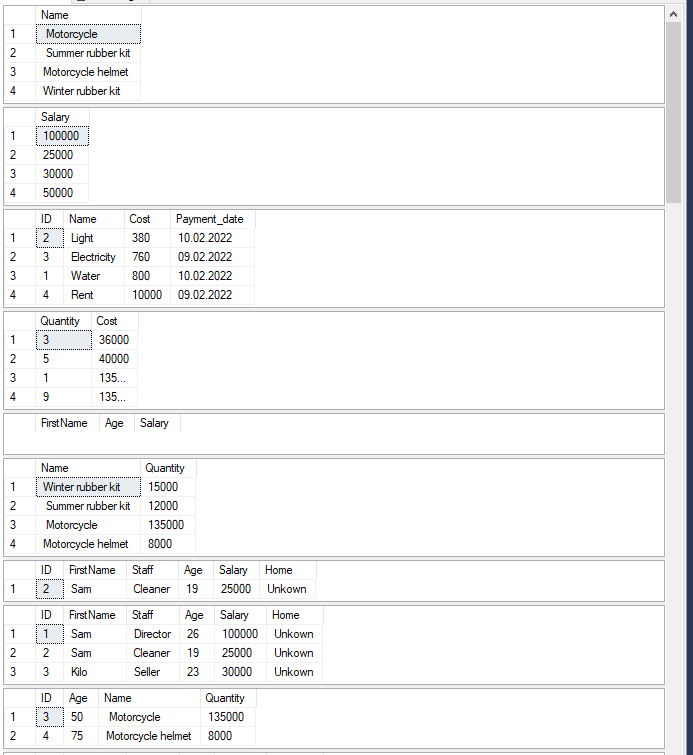 Name
1 Motorcycle
2 Summer rubber kit
3 Motorcycle helmet
4 Winter rubber kit
Salary
1 100000
2 25000
3 30000
4 50000
ID Name Cost Payment_date
1 2 Light 380 10.02.2022
2 3 Electricity 760 09.02.2022
3 1 Water 800 10.02.2022
4 4 Rent 10000 09.02.2022
Quantity Cost
1 3 36000
2 5 40000
3 1 135...
4 9 135...
FirstName Age Salary
Name Quantity
1 Winter rubber kit 15000
2 Summer rubber kit 12000
3 Motorcycle 135000
4 Motorcycle helmet 8000
ID FirstName Staff Age Salary Home
1 2 Sam Cleaner 19 25000 Unkown
ID FirstName Staff Age Salary Home
1 1 Sam Director 26 100000 Unkown
2 2 Sam Cleaner 19 25000 Unkown
3 3 Kilo Seller 23 30000 Unkown
ID Age Name Quantity
1 3 50 Motorcycle 135000
2 4 75 Motorcycle helmet 8000